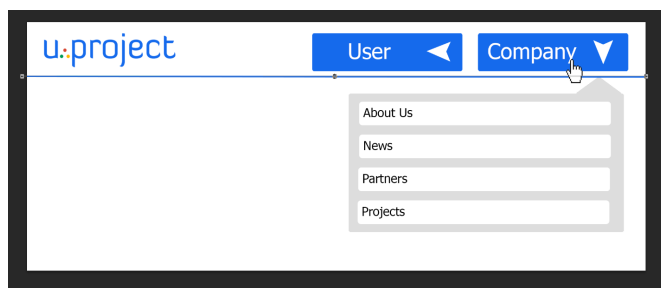 u:project
User
Company
About Us
News
Partners
Projects